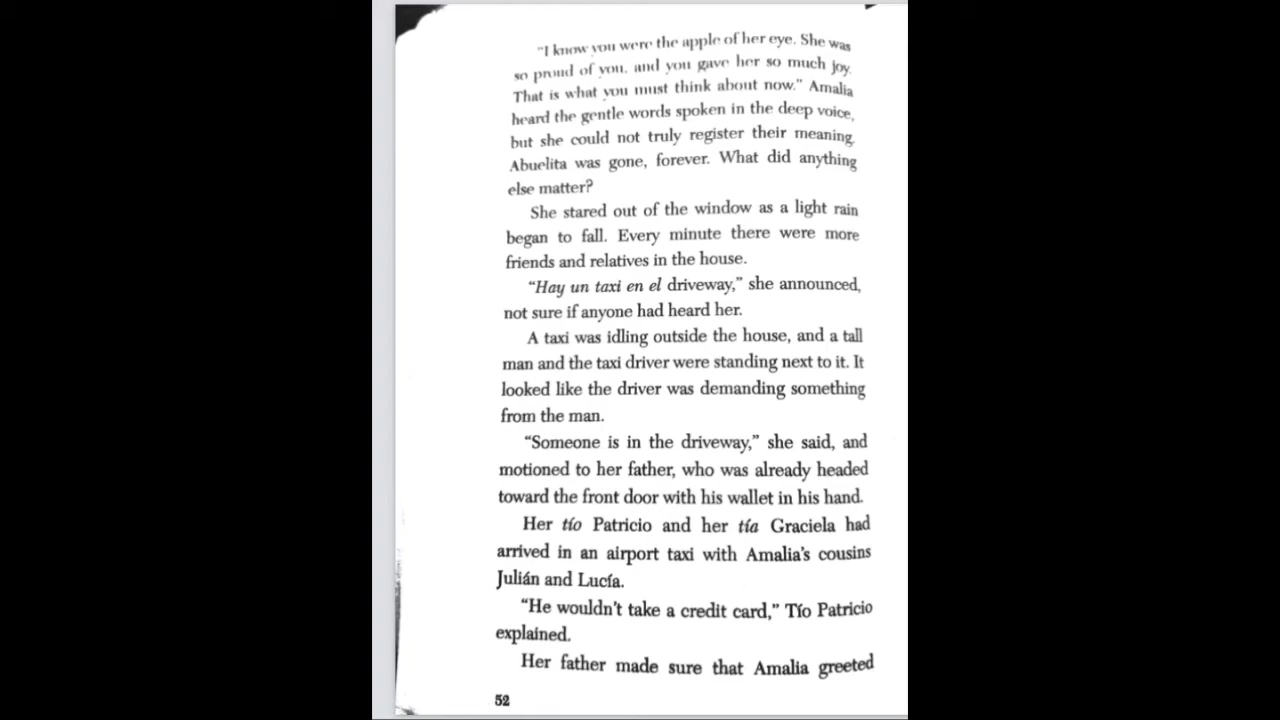 "I know you were the apple of her eye. She was
so proud of you, and you gave her so much joy.
That is what you must think about now." Amalia
heard the gentle words spoken in the deep voice,
but she could not truly register their meaning.
Abuelita was gone, forever. What did anything
else matter?
She stared out of the window as a light rain
began to fall. Every minute there were more
friends and relatives in the house.
"Hay un taxi en el driveway," she announced,
not sure if anyone had heard her.
A taxi was idling outside the house, and a tall
man and the taxi driver were standing next to it. It
looked like the driver was demanding something
from the man.
"Someone is in the driveway," she said, and
motioned to her father, who was already headed
toward the front door with his wallet in his hand.
Her tío Patricio and her tía Graciela had
arrived in an airport taxi with Amalia's cousins
Julián and Lucía.
"He wouldn't take a credit card," Tío Patricio
explained.
Her father made sure that Amalia greeted
52